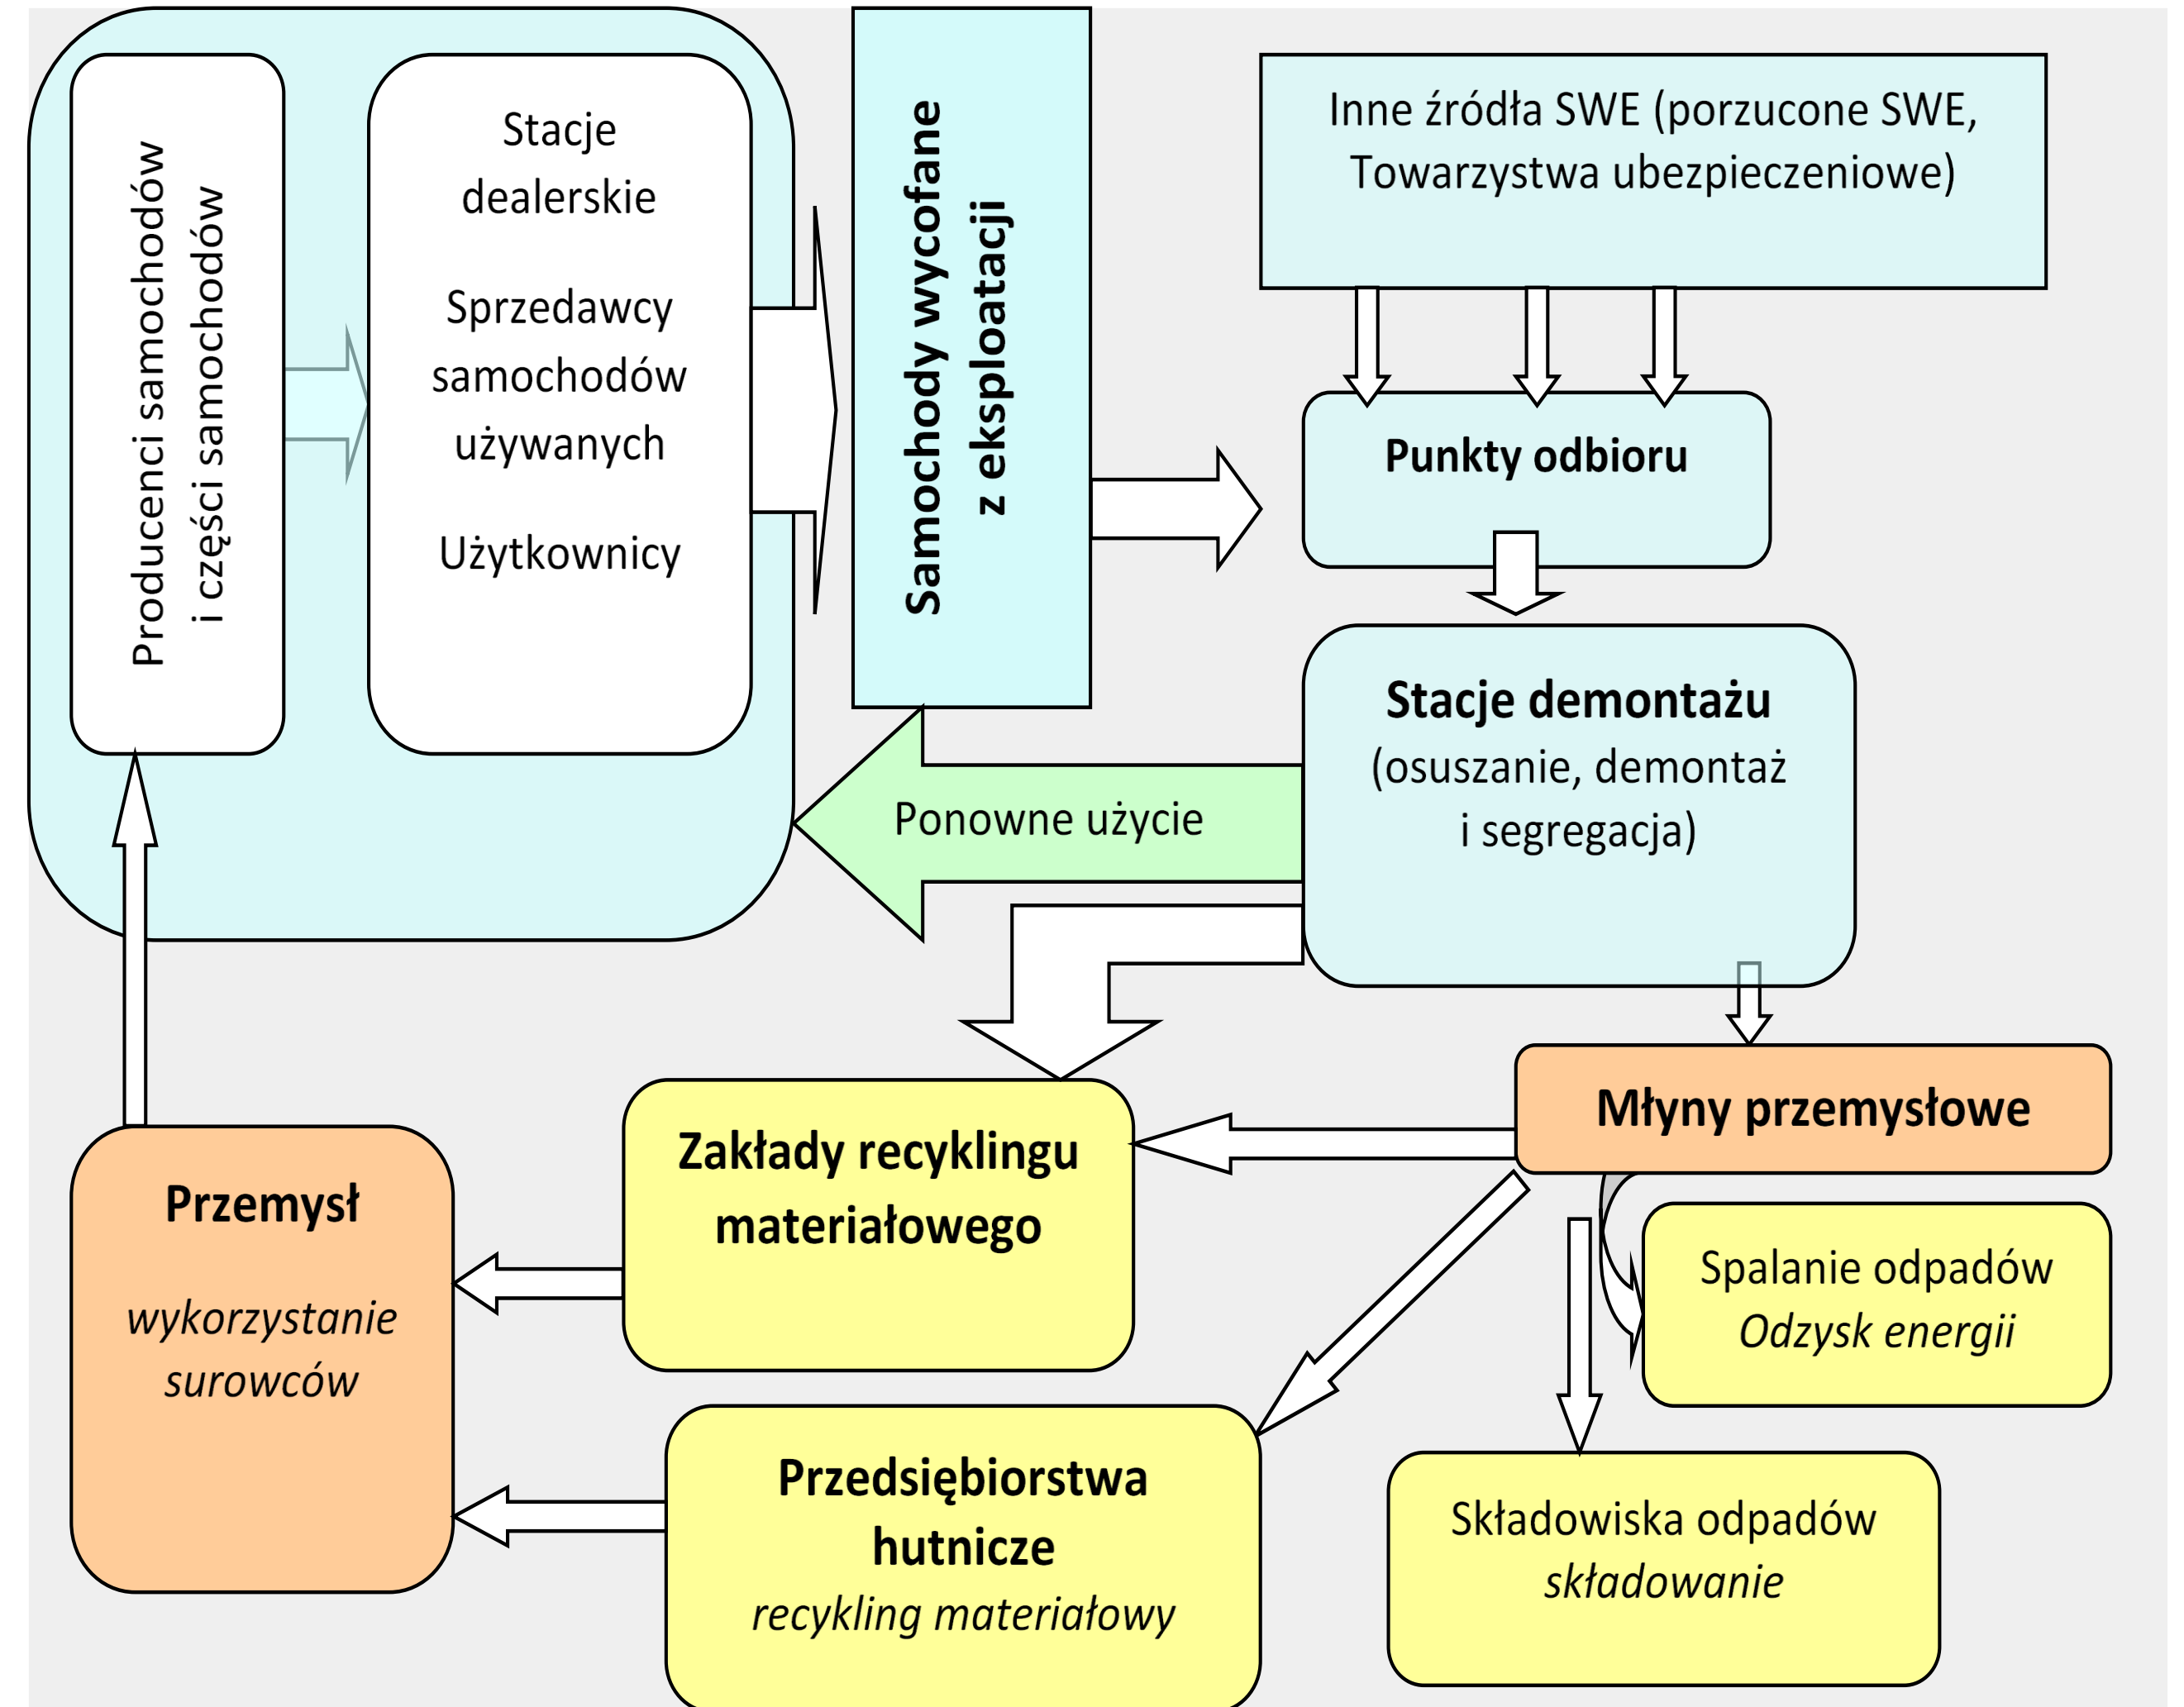 Producenci samochodów
i części samochodów
Stacje
dealerskie
Sprzedawcy
samochodów
używanych
Użytkownicy
Samochody wycofane
z eksploatacji
Inne źródła SWE (porzucone SWE,
Towarzystwa ubezpieczeniowe)
Punkty odbioru
Stacje demontażu
(osuszanie, demontaż
i segregacja)
Ponowne użycie
Młyny przemysłowe
Zakłady recyklingu
materiałowego
Przemysł
wykorzystanie
surowców
Spalanie odpadów
Odzysk energii
Przedsiębiorstwa
hutnicze
recykling materiałowy
Składowiska odpadów
składowanie